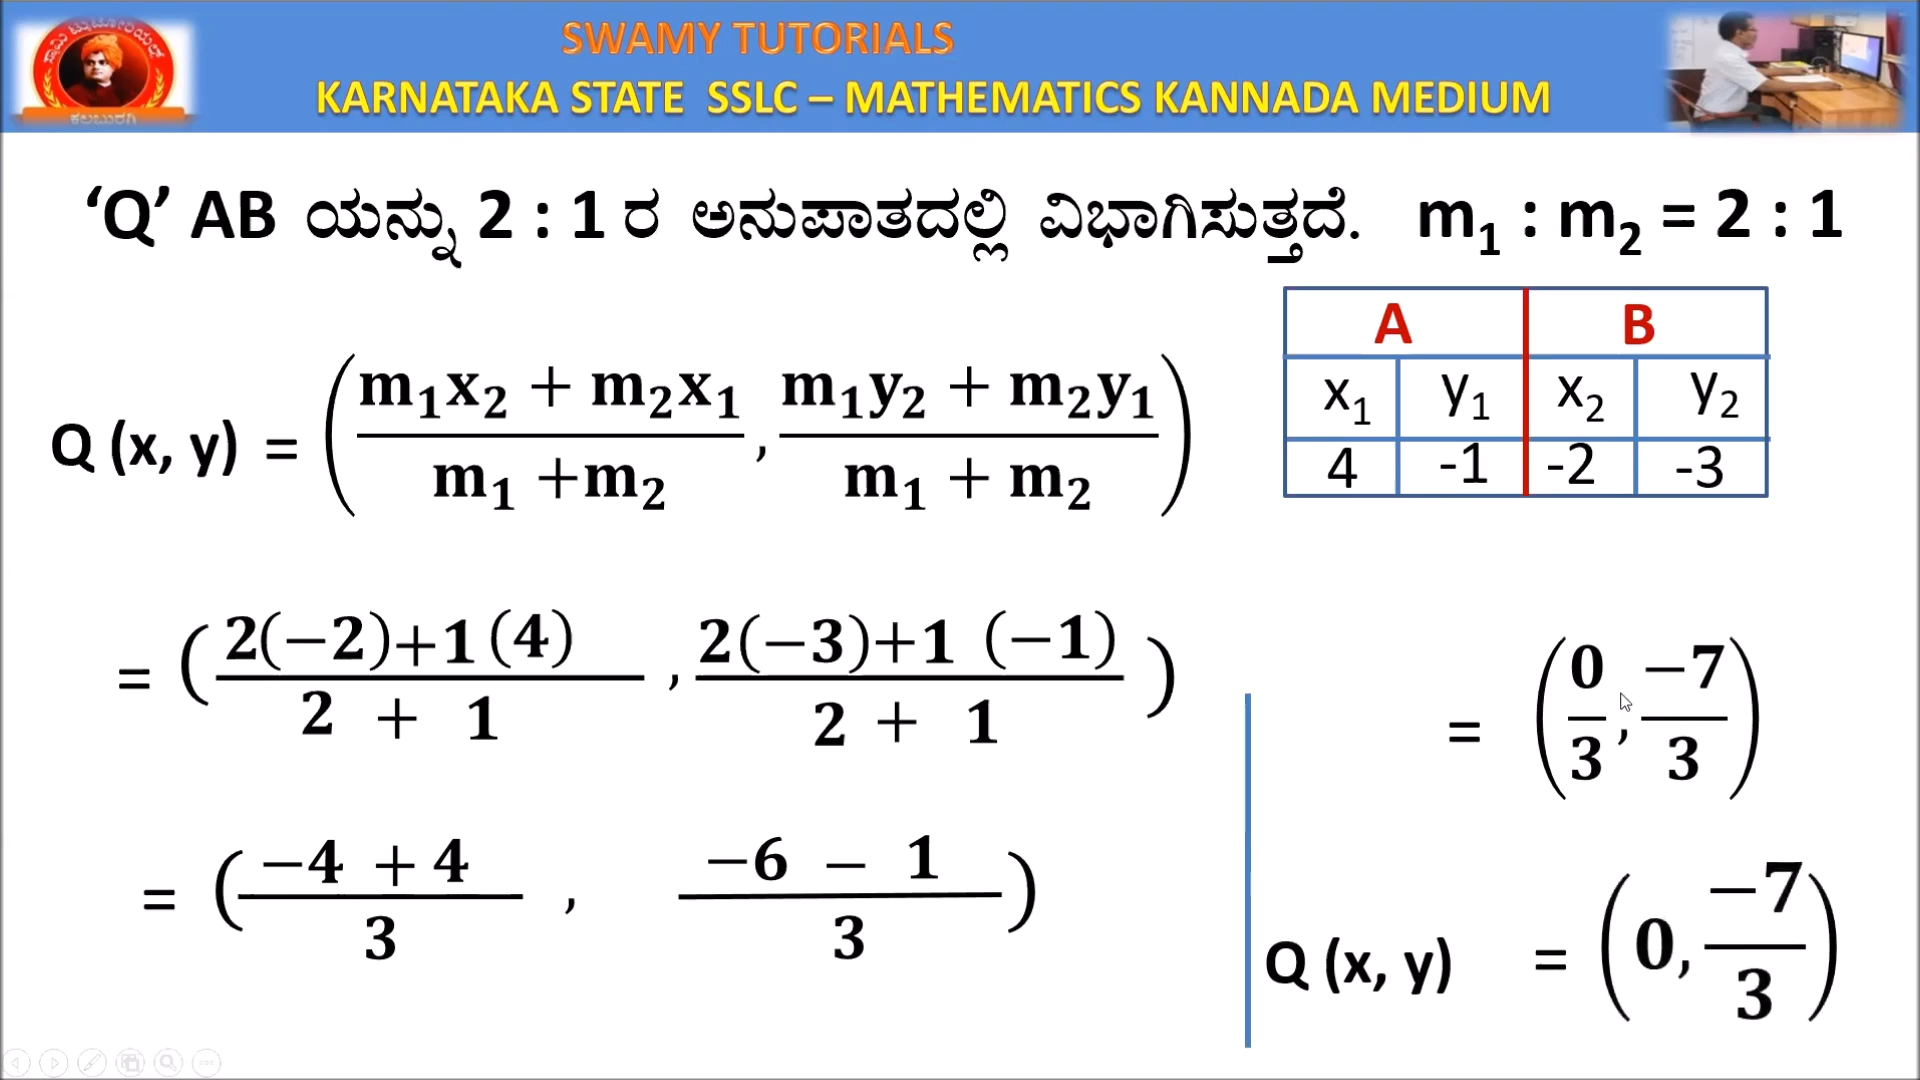 ಸ್ವಾಮಿ ಟ್ಯುಟೋರಿಯಲ್ಸ್
ಕಲಬುರಗಿ
SWAMY TUTORIALS
KARNATAKA STATE SSLC – MATHEMATICS KANNADA MEDIUM
‘Q’ AB ಯನ್ನು 2 : 1 ರ ಅನುಪಾತದಲ್ಲಿ ವಿಭಾಗಿಸುತ್ತದೆ. m₁ : m₂ = 2 : 1
A B
x₁ y₁ x₂ y₂
4 -1 -2 -3
Q (x, y) = ((m₁x₂ + m₂x₁)/(m₁ +m₂), (m₁y₂ + m₂y₁)/(m₁ + m₂))
= ((2(−2)+1(4))/(2 + 1), (2(−3)+1 (−1))/(2 + 1))
= ((−4 + 4)/3 , (−6 − 1)/3)
= (0/3, −7/3)
Q (x, y) = (0, −7/3)